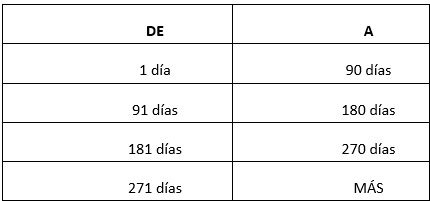 DE A
1 día 90 días
91 días 180 días
181 días 270 días
271 días MÁS